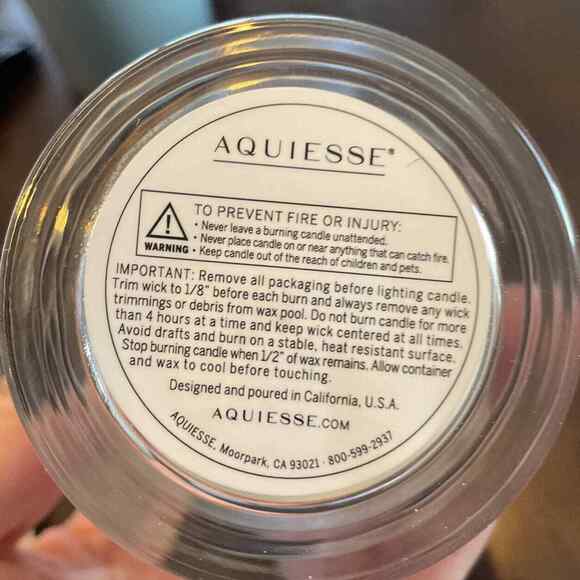 AQUIESSE®
TO PREVENT FIRE OR INJURY:
• Never leave a burning candle unattended.
• Never place candle on or near anything that can catch fire.
WARNING • Keep candle out of the reach of children and pets.
IMPORTANT: Remove all packaging before lighting candle.
Trim wick to 1/8" before each burn and always remove any wick
trimmings or debris from wax pool. Do not burn candle for more
than 4 hours at a time and keep wick centered at all times.
Avoid drafts and burn on a stable, heat resistant surface.
Stop burning candle when 1/2" of wax remains. Allow container
and wax to cool before touching.
Designed and poured in California, U.S.A.
AQUIESSE.COM
AQUIESSE, Moorpark, CA 93021 · 800-599-2937